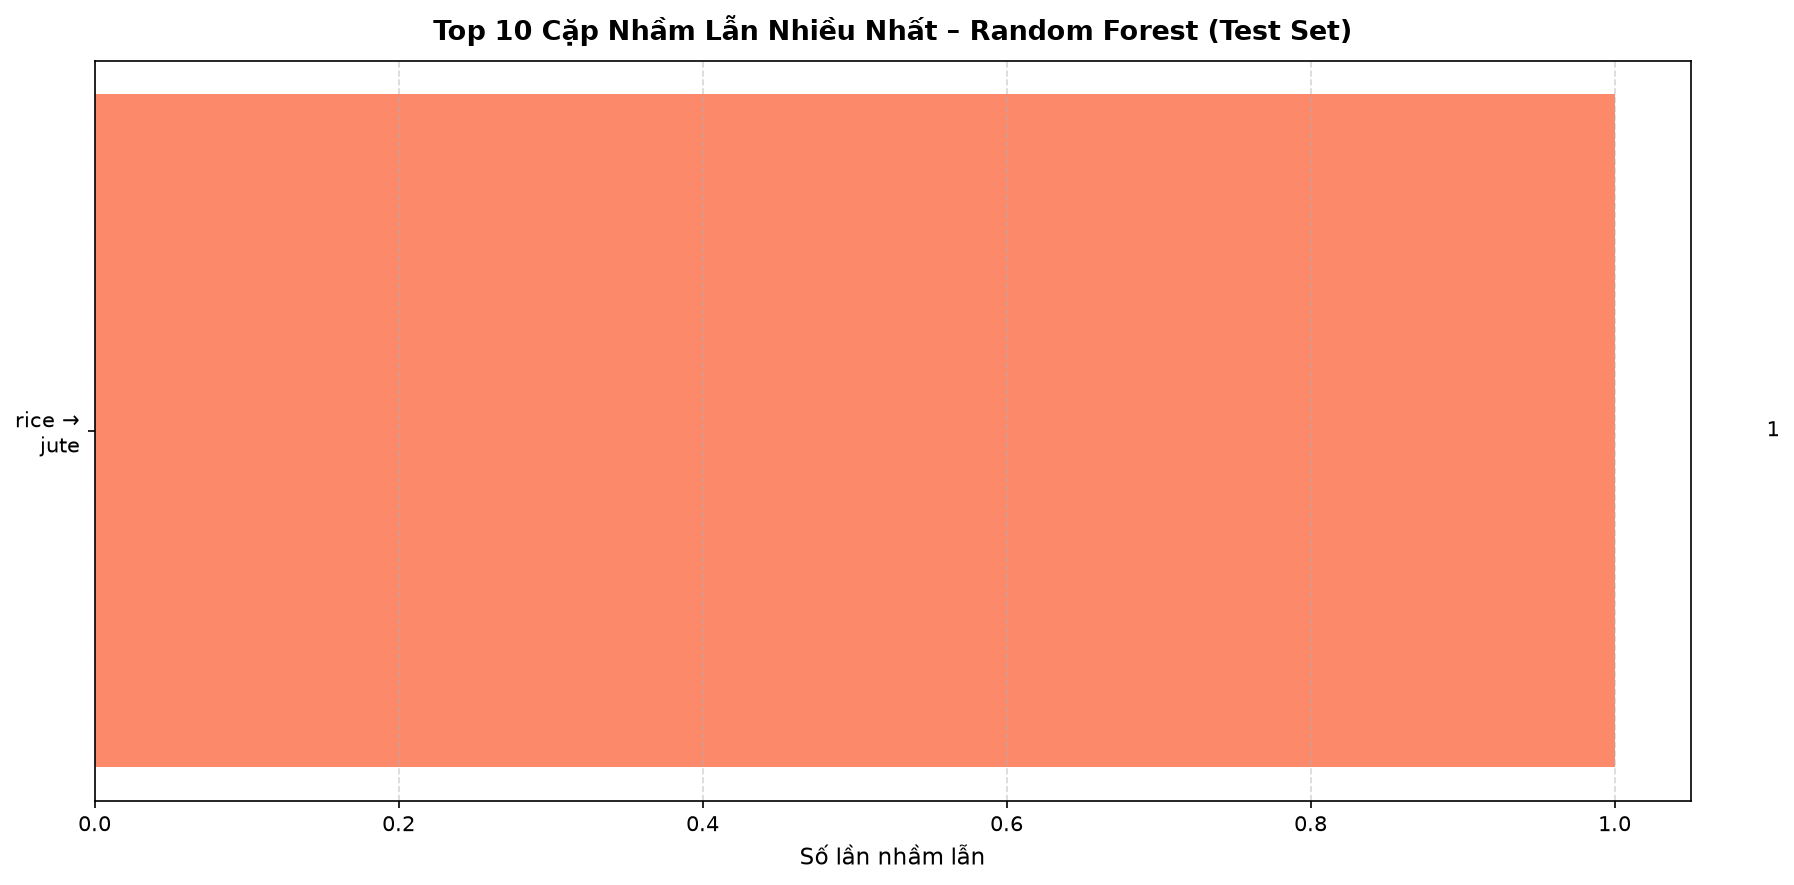 Top 10 Cặp Nhầm Lẫn Nhiều Nhất – Random Forest (Test Set)
rice →
jute
1
0.0 0.2 0.4 0.6 0.8 1.0
Số lần nhầm lẫn